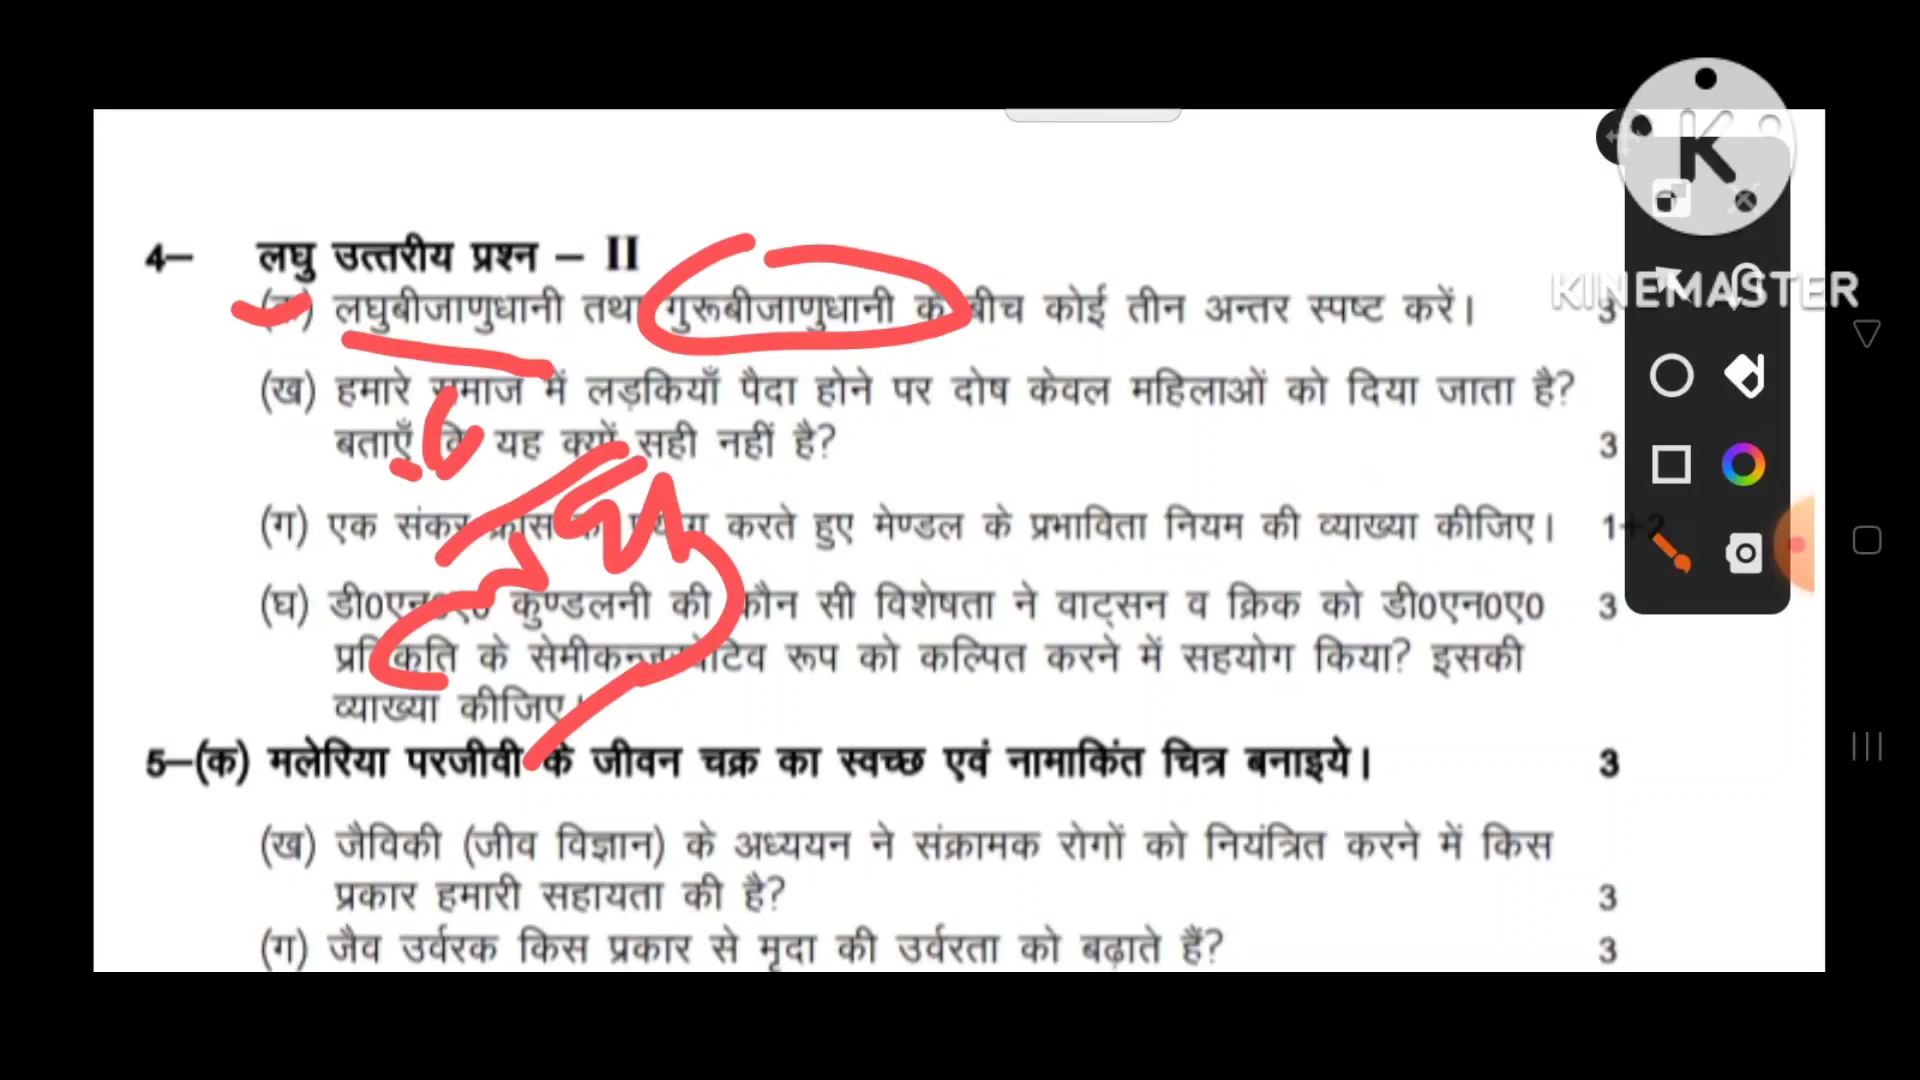 KINEMASTER
4– लघु उत्तरीय प्रश्न – II
(क) लघुबीजाणुधानी तथा गुरूबीजाणुधानी के बीच कोई तीन अन्तर स्पष्ट करें। 3
(ख) हमारे समाज में लड़कियाँ पैदा होने पर दोष केवल महिलाओं को दिया जाता है?
बताएँ कि यह क्यों सही नहीं है? 3
(ग) एक संकर क्रास का प्रयोग करते हुए मेण्डल के प्रभाविता नियम की व्याख्या कीजिए। 1+2
(घ) डी0एन0ए0 कुण्डलनी की कौन सी विशेषता ने वाट्सन व क्रिक को डी0एन0ए0 3
प्रतिकृति के सेमीकन्जरवेटिव रूप को कल्पित करने में सहयोग किया? इसकी
व्याख्या कीजिए।
5–(क) मलेरिया परजीवी के जीवन चक्र का स्वच्छ एवं नामाकिंत चित्र बनाइये। 3
(ख) जैविकी (जीव विज्ञान) के अध्ययन ने संक्रामक रोगों को नियंत्रित करने में किस
प्रकार हमारी सहायता की है? 3
(ग) जैव उर्वरक किस प्रकार से मृदा की उर्वरता को बढ़ाते हैं? 3